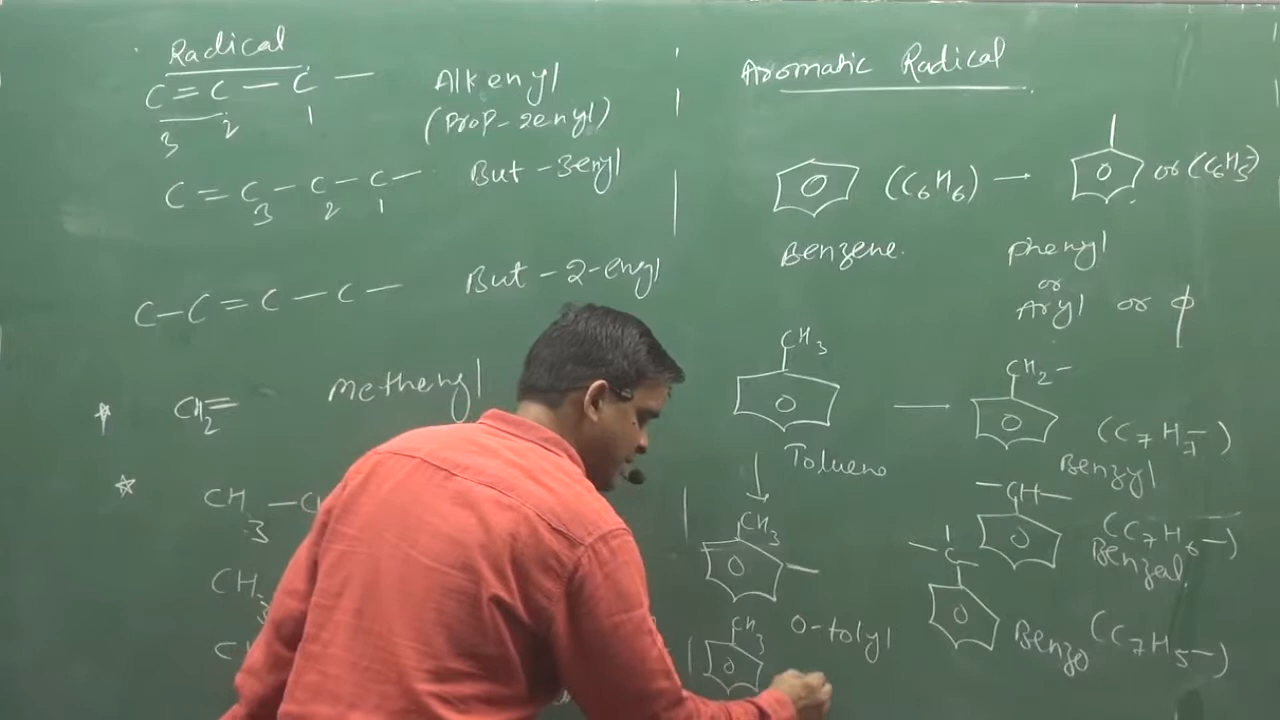 Radical
C = C - C -
3 2 1
Alkenyl
(Prop-2enyl)
C = C - C - C -
3 2 1
But-3enyl
C-C=C-C-
But-2-enyl
CH2=
Methenyl
CH3-
CH3
Aromatic Radical
(C6H6) → or (C6H5)
Benzene.
Phenyl
or
Aryl or ϕ
CH3
Toluene
CH2-
(C7H7-)
Benzyl
-CH-
(C7H6-)
Benzal
-C-
Benzo (C7H5-)
CH3
O-tolyl
CH3